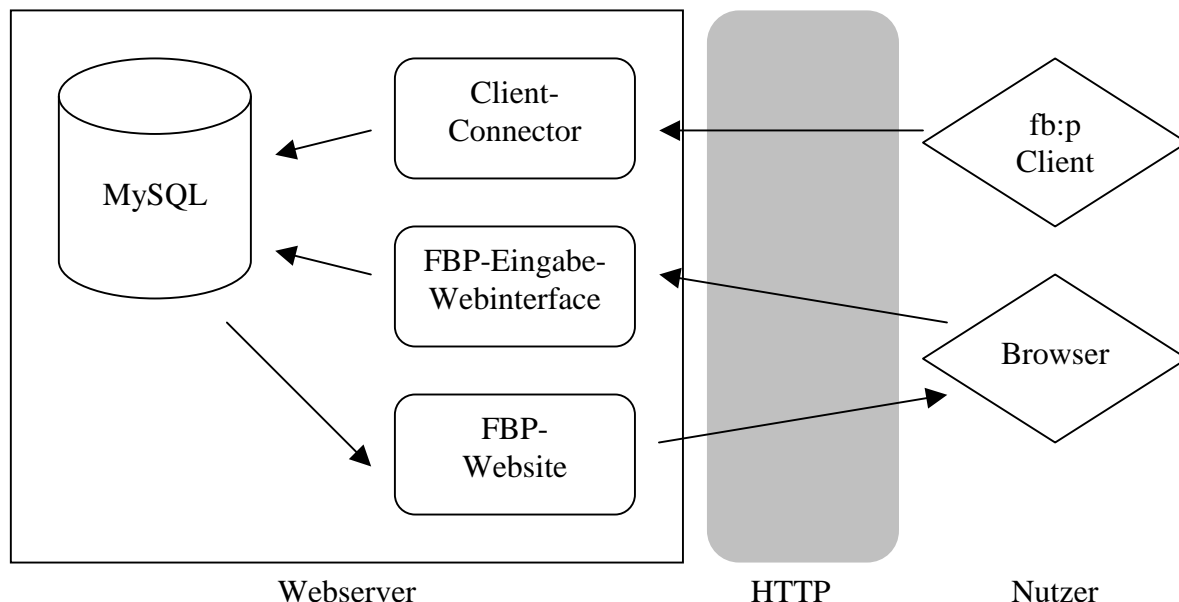 Client-
Connector
fb:p
Client
MySQL
FBP-Eingabe-
Webinterface
Browser
FBP-
Website
Webserver
HTTP
Nutzer